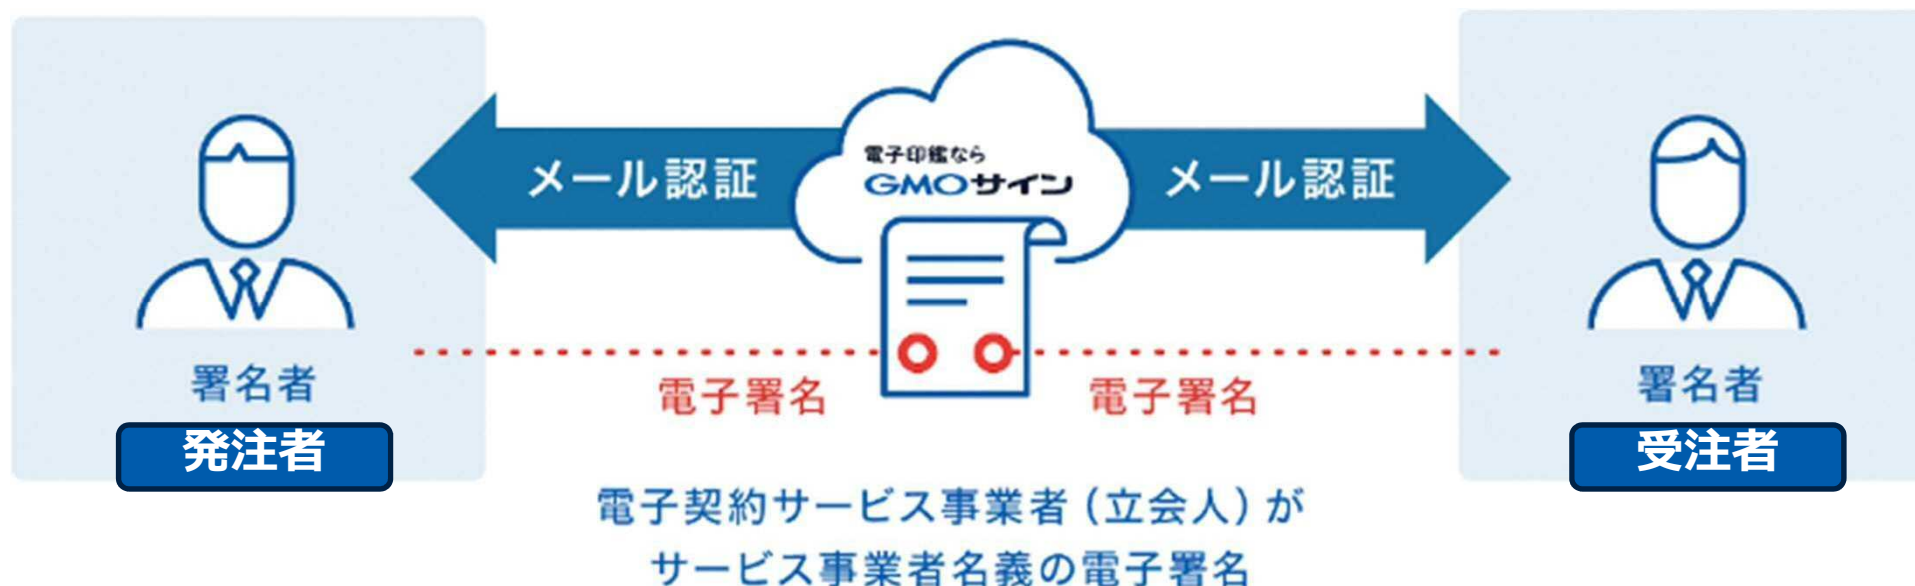 電子印鑑なら
GMOサイン
メール認証
メール認証
電子署名
電子署名
署名者
発注者
署名者
受注者
電子契約サービス事業者（立会人）が
サービス事業者名義の電子署名